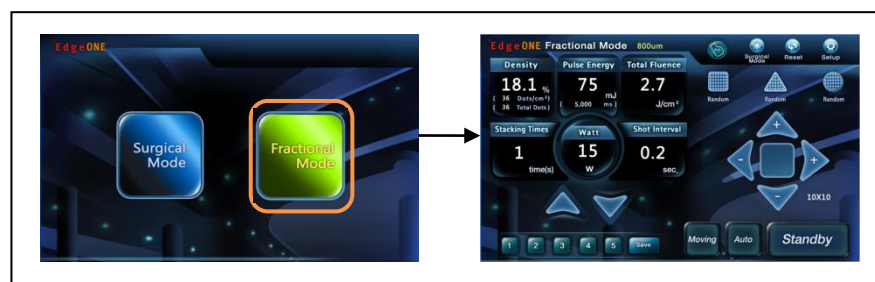 EdgeONE
Surgical
Mode
Fractional
Mode
EdgeONE Fractional Mode 800um
Surgical
Mode
Reset
Setup
Density
18.1 %
( 36 Dots/cm² )
( 36 Total Dots )
Pulse Energy
75 mJ
( 5,000 ms )
Total Fluence
2.7
J/cm²
Random
Random
Random
Stacking Times
1
time(s)
Watt
15
W
Shot Interval
0.2
sec.
+
-
+
-
10X10
1 2 3 4 5 Save
Moving Auto Standby